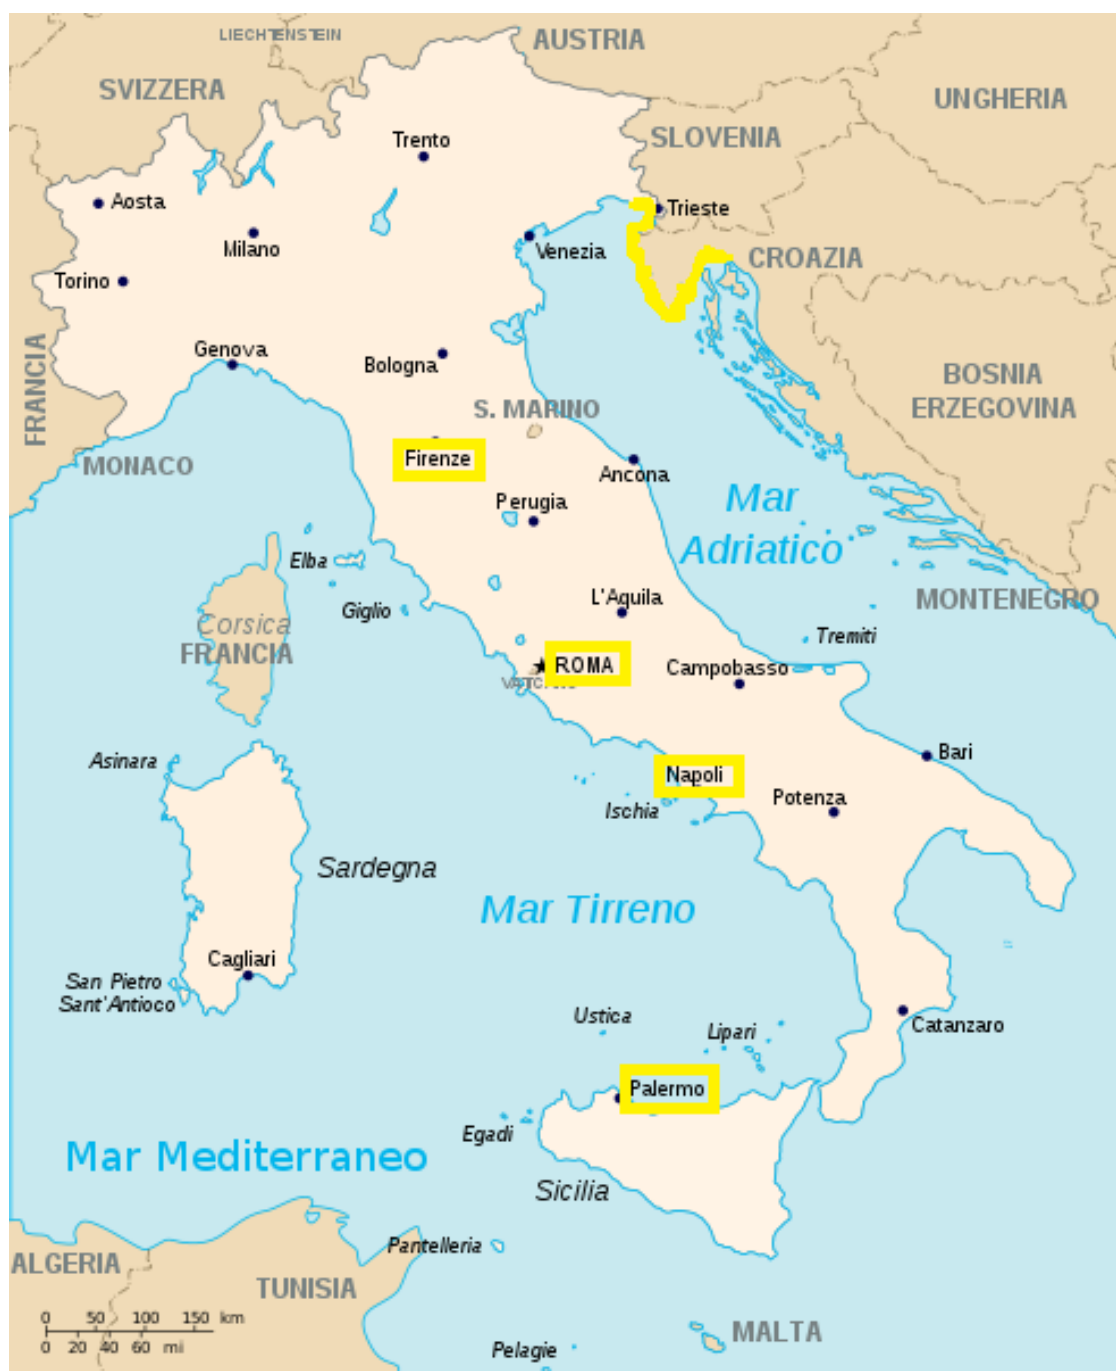 LIECHTENSTEIN
AUSTRIA
SVIZZERA
UNGHERIA
Trento
SLOVENIA
Aosta
Trieste
Milano
Venezia
CROAZIA
Torino
Genova
Bologna
FRANCIA
BOSNIA
ERZEGOVINA
S. MARINO
MONACO
Firenze
Ancona
Perugia
Mar
Adriatico
Elba
Giglio
L'Aquila
MONTENEGRO
Corsica
FRANCIA
Tremiti
ROMA
VATICANO
Campobasso
Asinara
Napoli
Bari
Ischia
Potenza
Sardegna
Mar Tirreno
Cagliari
San Pietro
Sant'Antioco
Ustica
Lipari
Catanzaro
Palermo
Egadi
Mar Mediterraneo
Sicilia
Pantelleria
ALGERIA
TUNISIA
0 50 100 150 km
0 20 40 60 mi
MALTA
Pelagie